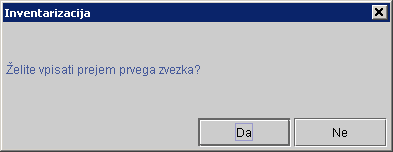 Inventarizacija
Želite vpisati prejem prvega zvezka?
Da
Ne